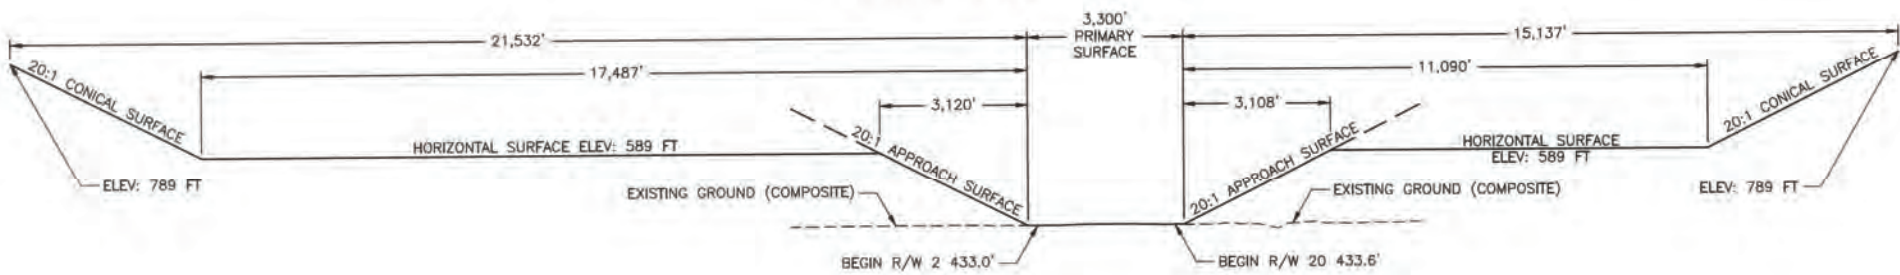 3,300'
PRIMARY
SURFACE
21,532'
15,137'
17,487'
11,090'
3,120'
3,108'
20:1 CONICAL SURFACE
20:1 CONICAL SURFACE
HORIZONTAL SURFACE ELEV: 589 FT
20:1 APPROACH SURFACE
20:1 APPROACH SURFACE
HORIZONTAL SURFACE
ELEV: 589 FT
ELEV: 789 FT
EXISTING GROUND (COMPOSITE)
EXISTING GROUND (COMPOSITE)
ELEV: 789 FT
BEGIN R/W 2 433.0'
BEGIN R/W 20 433.6'